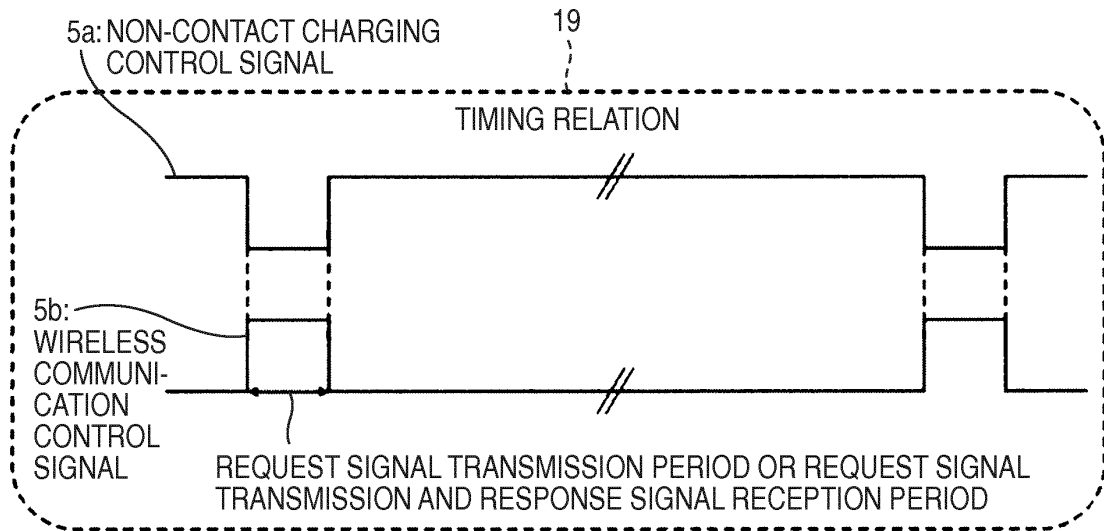 19
5a: NON-CONTACT CHARGING
CONTROL SIGNAL
TIMING RELATION
5b:
WIRELESS
COMMUNI-
CATION
CONTROL
SIGNAL
REQUEST SIGNAL TRANSMISSION PERIOD OR REQUEST SIGNAL
TRANSMISSION AND RESPONSE SIGNAL RECEPTION PERIOD